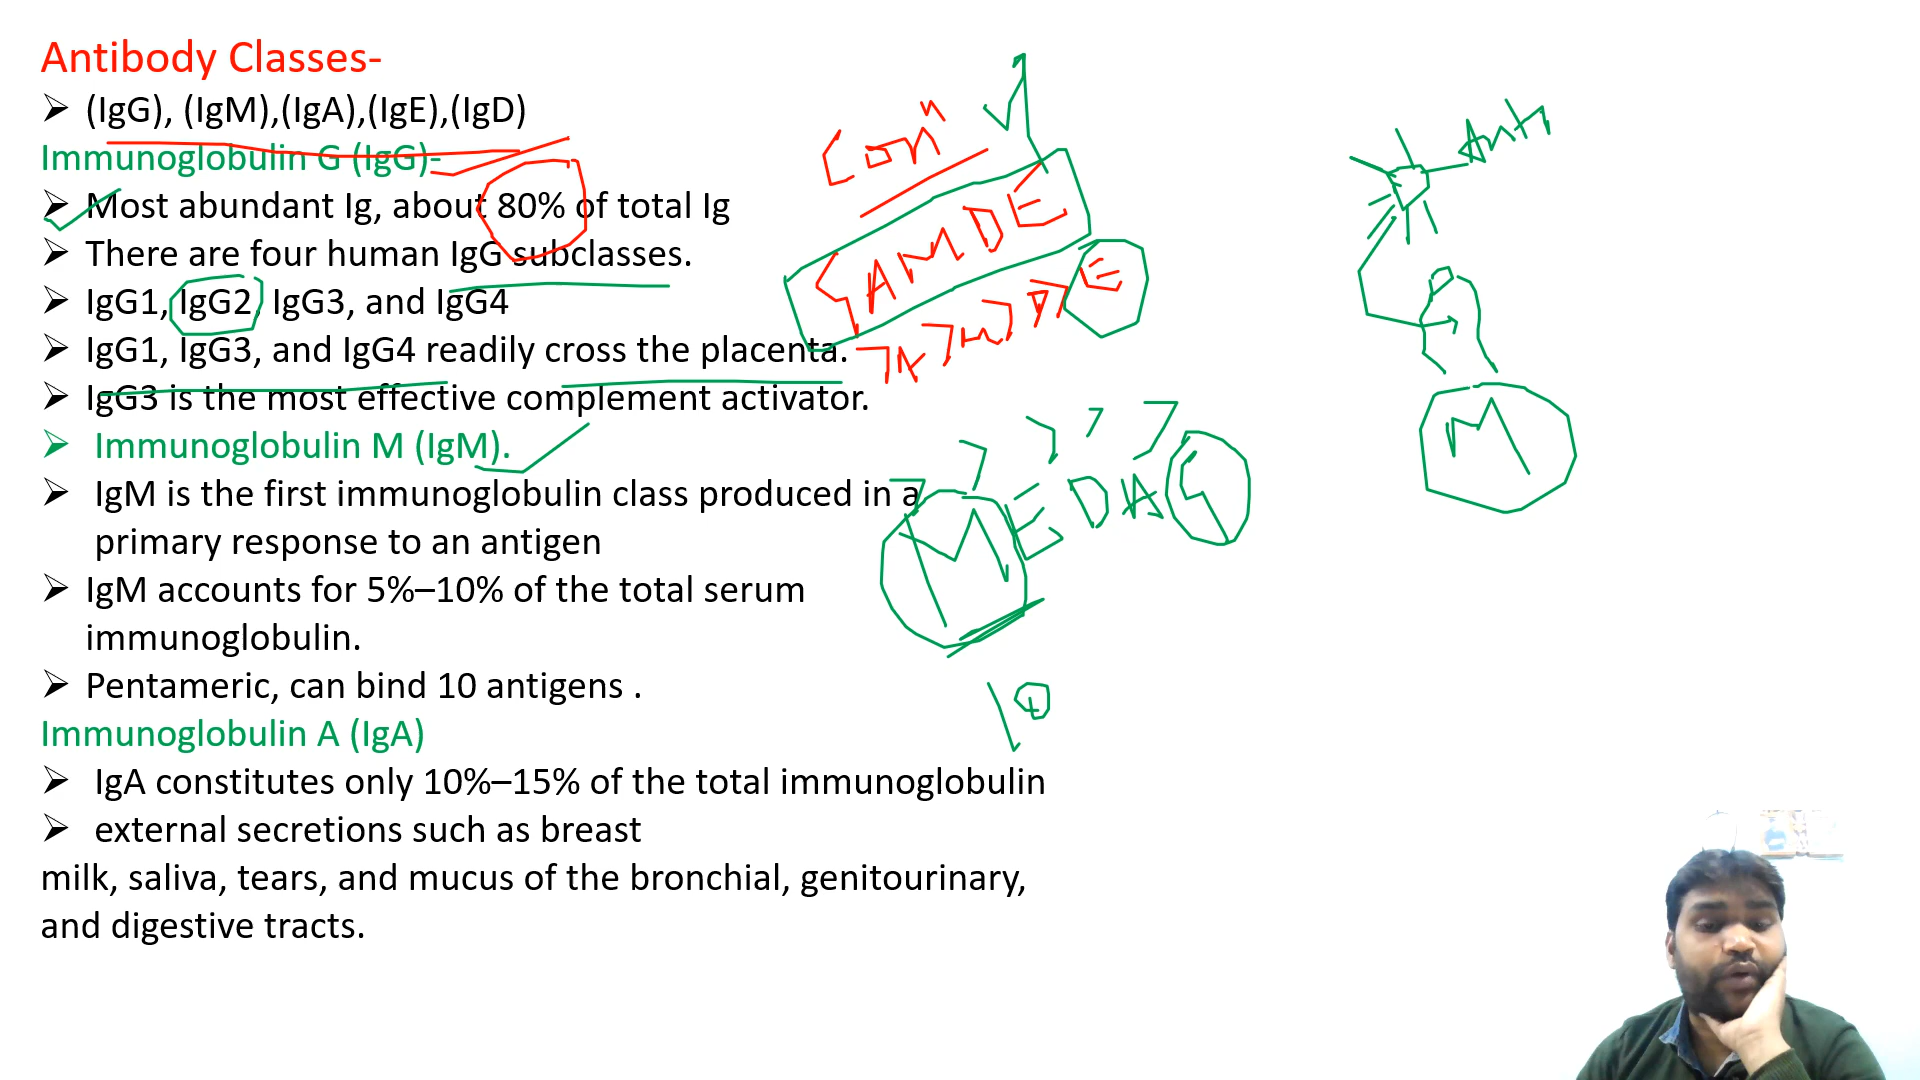 Antibody Classes-
➢ (IgG), (IgM),(IgA),(IgE),(IgD)
Immunoglobulin G (IgG)-
➢ Most abundant Ig, about 80% of total Ig
➢ There are four human IgG subclasses.
➢ IgG1, IgG2, IgG3, and IgG4
➢ IgG1, IgG3, and IgG4 readily cross the placenta.
➢ IgG3 is the most effective complement activator.
➢ Immunoglobulin M (IgM).
➢ IgM is the first immunoglobulin class produced in a
primary response to an antigen
➢ IgM accounts for 5%–10% of the total serum
immunoglobulin.
➢ Pentameric, can bind 10 antigens .
Immunoglobulin A (IgA)
➢ IgA constitutes only 10%–15% of the total immunoglobulin
➢ external secretions such as breast
milk, saliva, tears, and mucus of the bronchial, genitourinary,
and digestive tracts.
Conⁿ
GAMDE
G>A>M>D>E
M E D A G
1°
Anti
M